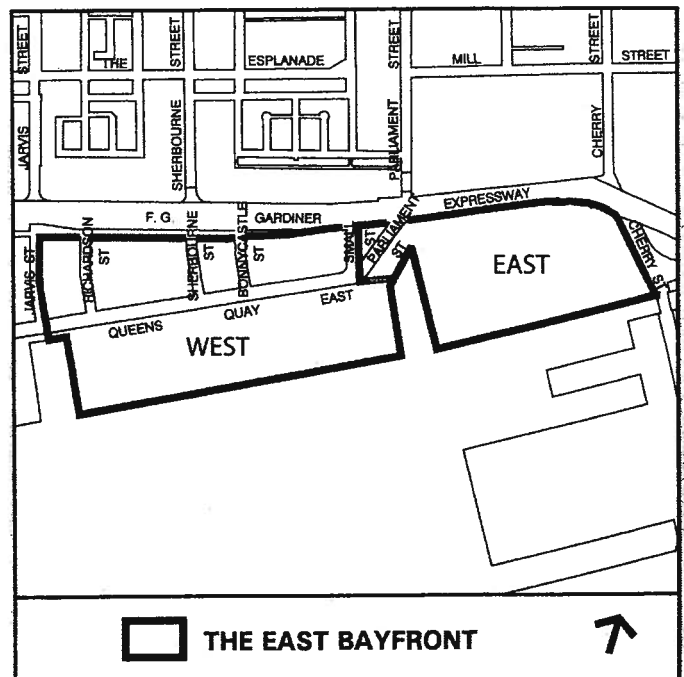 THE ESPLANADE MILL STREET
JARVIS STREET
SHERBOURNE STREET
PARLIAMENT STREET
CHERRY STREET
F. G. GARDINER EXPRESSWAY
JARVIS ST
RICHARDSON ST
SHERBOURNE ST
BONNYCASTLE ST
SMALL ST
PARLIAMENT ST
CHERRY ST
QUEENS QUAY EAST
WEST
EAST
THE EAST BAYFRONT